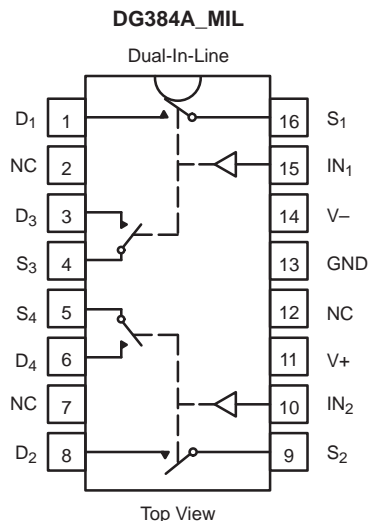 DG384A_MIL
Dual-In-Line
D1 1 16 S1
NC 2 15 IN1
D3 3 14 V–
S3 4 13 GND
S4 5 12 NC
D4 6 11 V+
NC 7 10 IN2
D2 8 9 S2
Top View